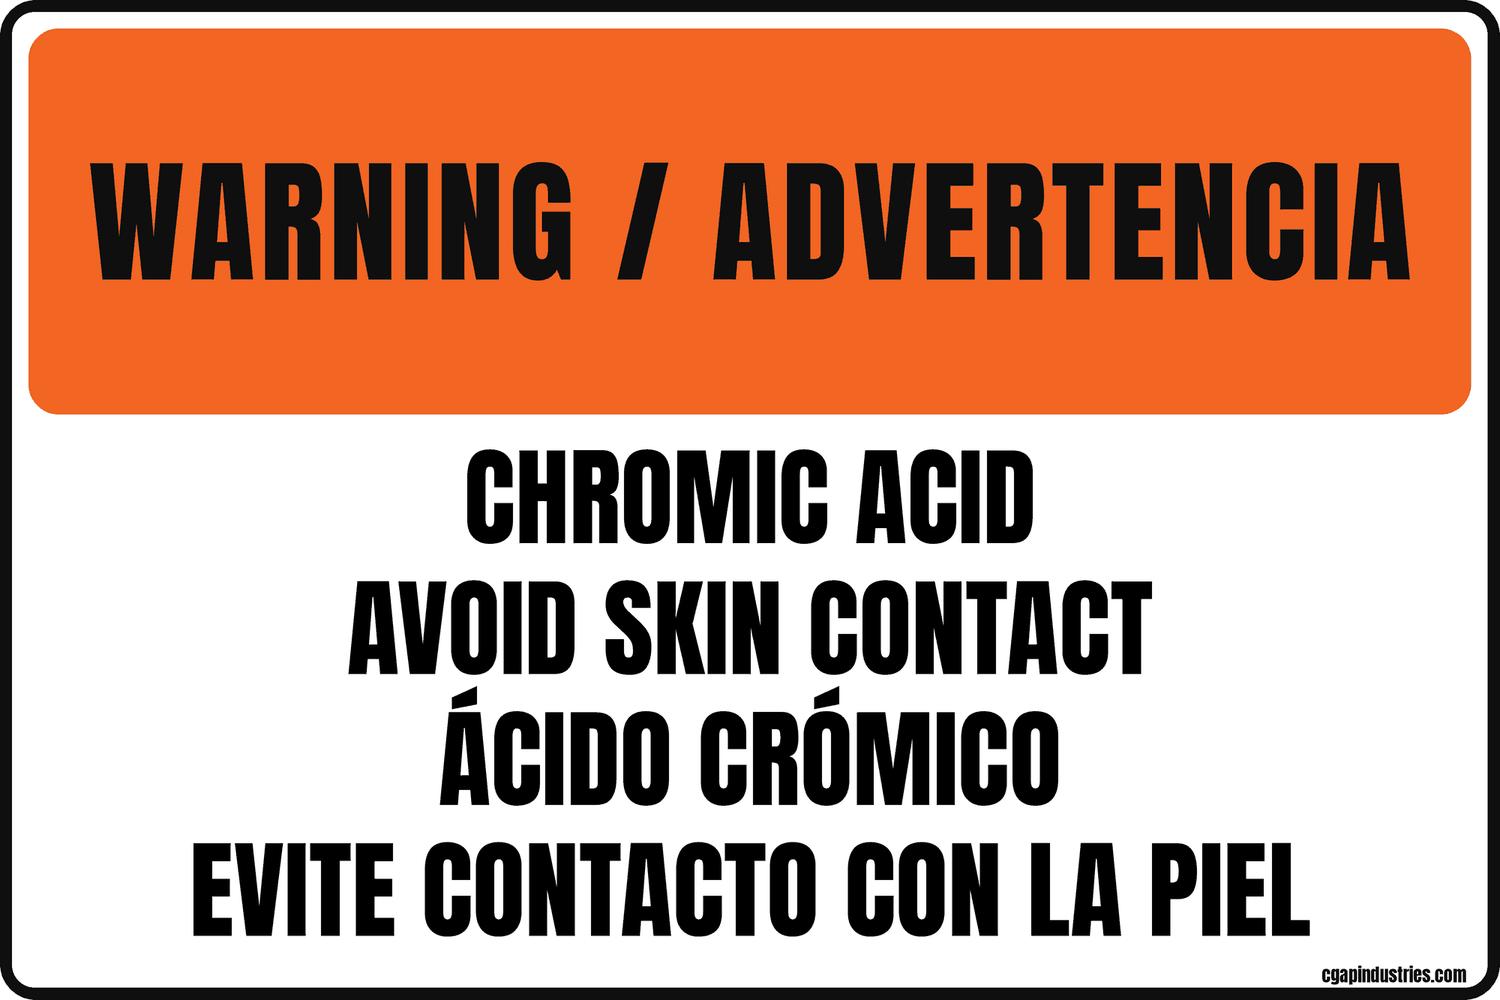 WARNING / ADVERTENCIA
CHROMIC ACID
AVOID SKIN CONTACT
ÁCIDO CRÓMICO
EVITE CONTACTO CON LA PIEL
cgapindustries.com